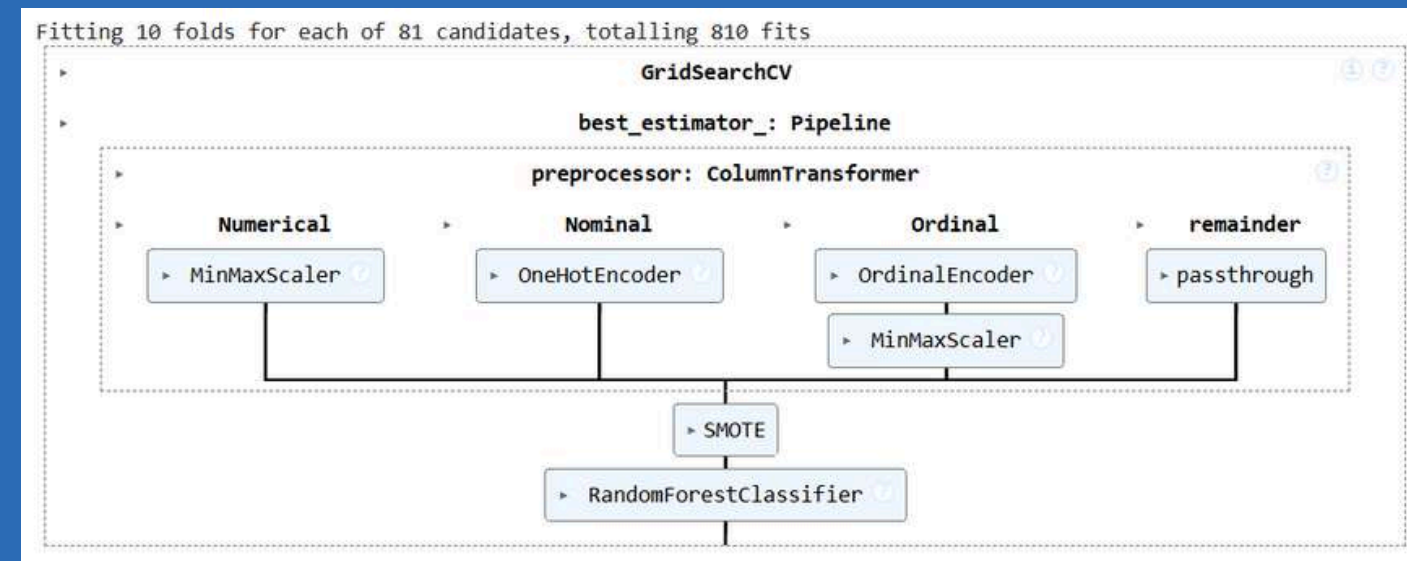 Fitting 10 folds for each of 81 candidates, totalling 810 fits
GridSearchCV
best_estimator_: Pipeline
preprocessor: ColumnTransformer
Numerical Nominal Ordinal remainder
MinMaxScaler ? OneHotEncoder ? OrdinalEncoder ? passthrough
MinMaxScaler ?
SMOTE
RandomForestClassifier ?